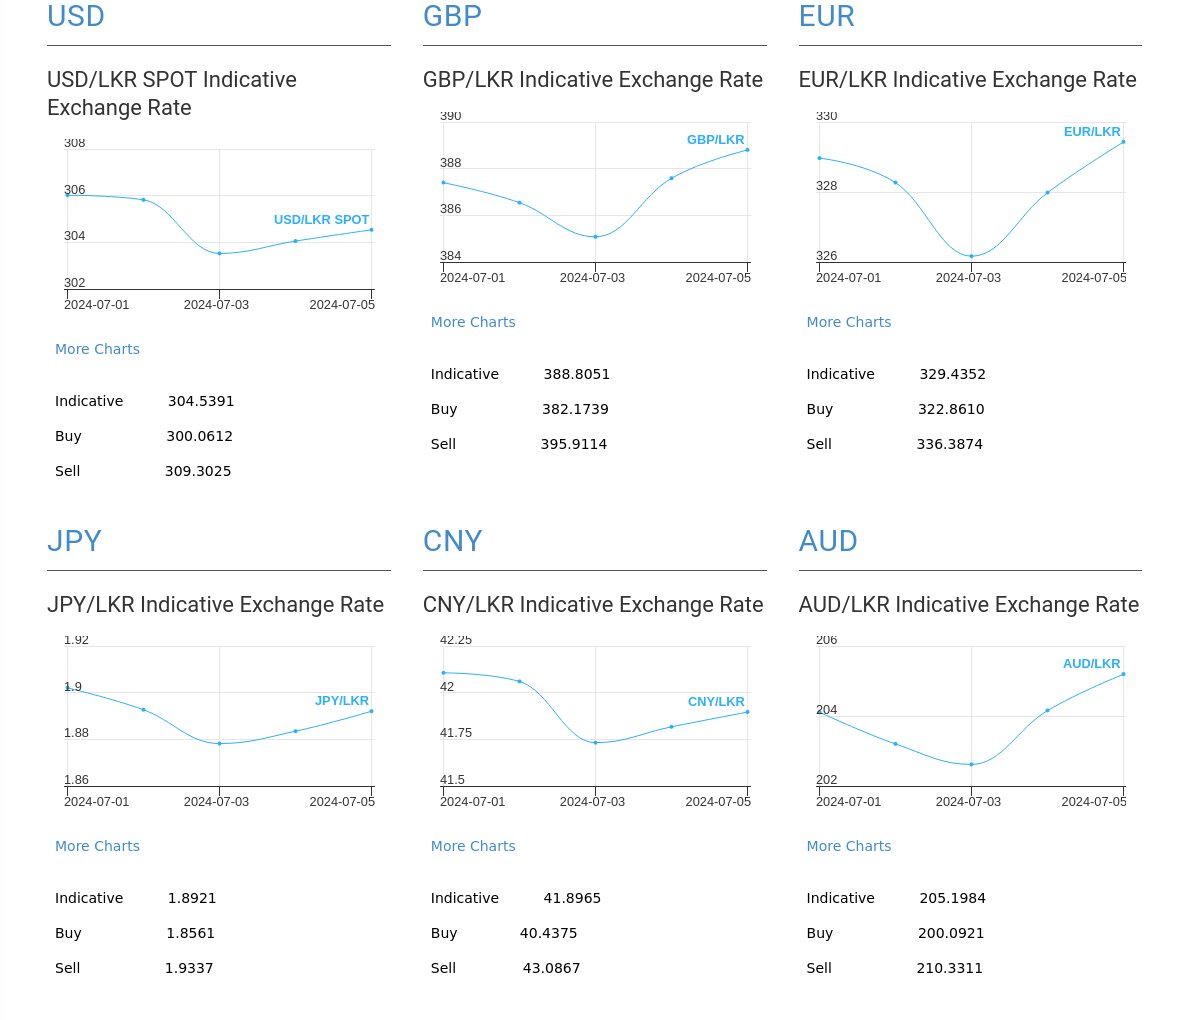 USD
USD/LKR SPOT Indicative
Exchange Rate
308
306
304
302
USD/LKR SPOT
2024-07-01 2024-07-03 2024-07-05
More Charts
Indicative 304.5391
Buy 300.0612
Sell 309.3025
GBP
GBP/LKR Indicative Exchange Rate
390
388
386
384
GBP/LKR
2024-07-01 2024-07-03 2024-07-05
More Charts
Indicative 388.8051
Buy 382.1739
Sell 395.9114
EUR
EUR/LKR Indicative Exchange Rate
330
328
326
EUR/LKR
2024-07-01 2024-07-03 2024-07-05
More Charts
Indicative 329.4352
Buy 322.8610
Sell 336.3874
JPY
JPY/LKR Indicative Exchange Rate
1.92
1.9
1.88
1.86
JPY/LKR
2024-07-01 2024-07-03 2024-07-05
More Charts
Indicative 1.8921
Buy 1.8561
Sell 1.9337
CNY
CNY/LKR Indicative Exchange Rate
42.25
42
41.75
41.5
CNY/LKR
2024-07-01 2024-07-03 2024-07-05
More Charts
Indicative 41.8965
Buy 40.4375
Sell 43.0867
AUD
AUD/LKR Indicative Exchange Rate
206
204
202
AUD/LKR
2024-07-01 2024-07-03 2024-07-05
More Charts
Indicative 205.1984
Buy 200.0921
Sell 210.3311